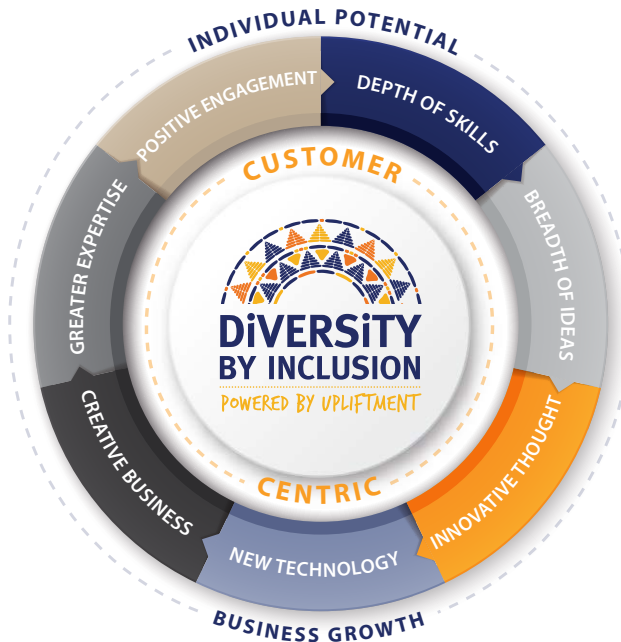 INDIVIDUAL POTENTIAL
POSITIVE ENGAGEMENT
DEPTH OF SKILLS
BREADTH OF IDEAS
INNOVATIVE THOUGHT
NEW TECHNOLOGY
CREATIVE BUSINESS
GREATER EXPERTISE
CUSTOMER
DiVERSiTY
BY INCLUSION
POWERED BY UPLIFTMENT
CENTRIC
BUSINESS GROWTH